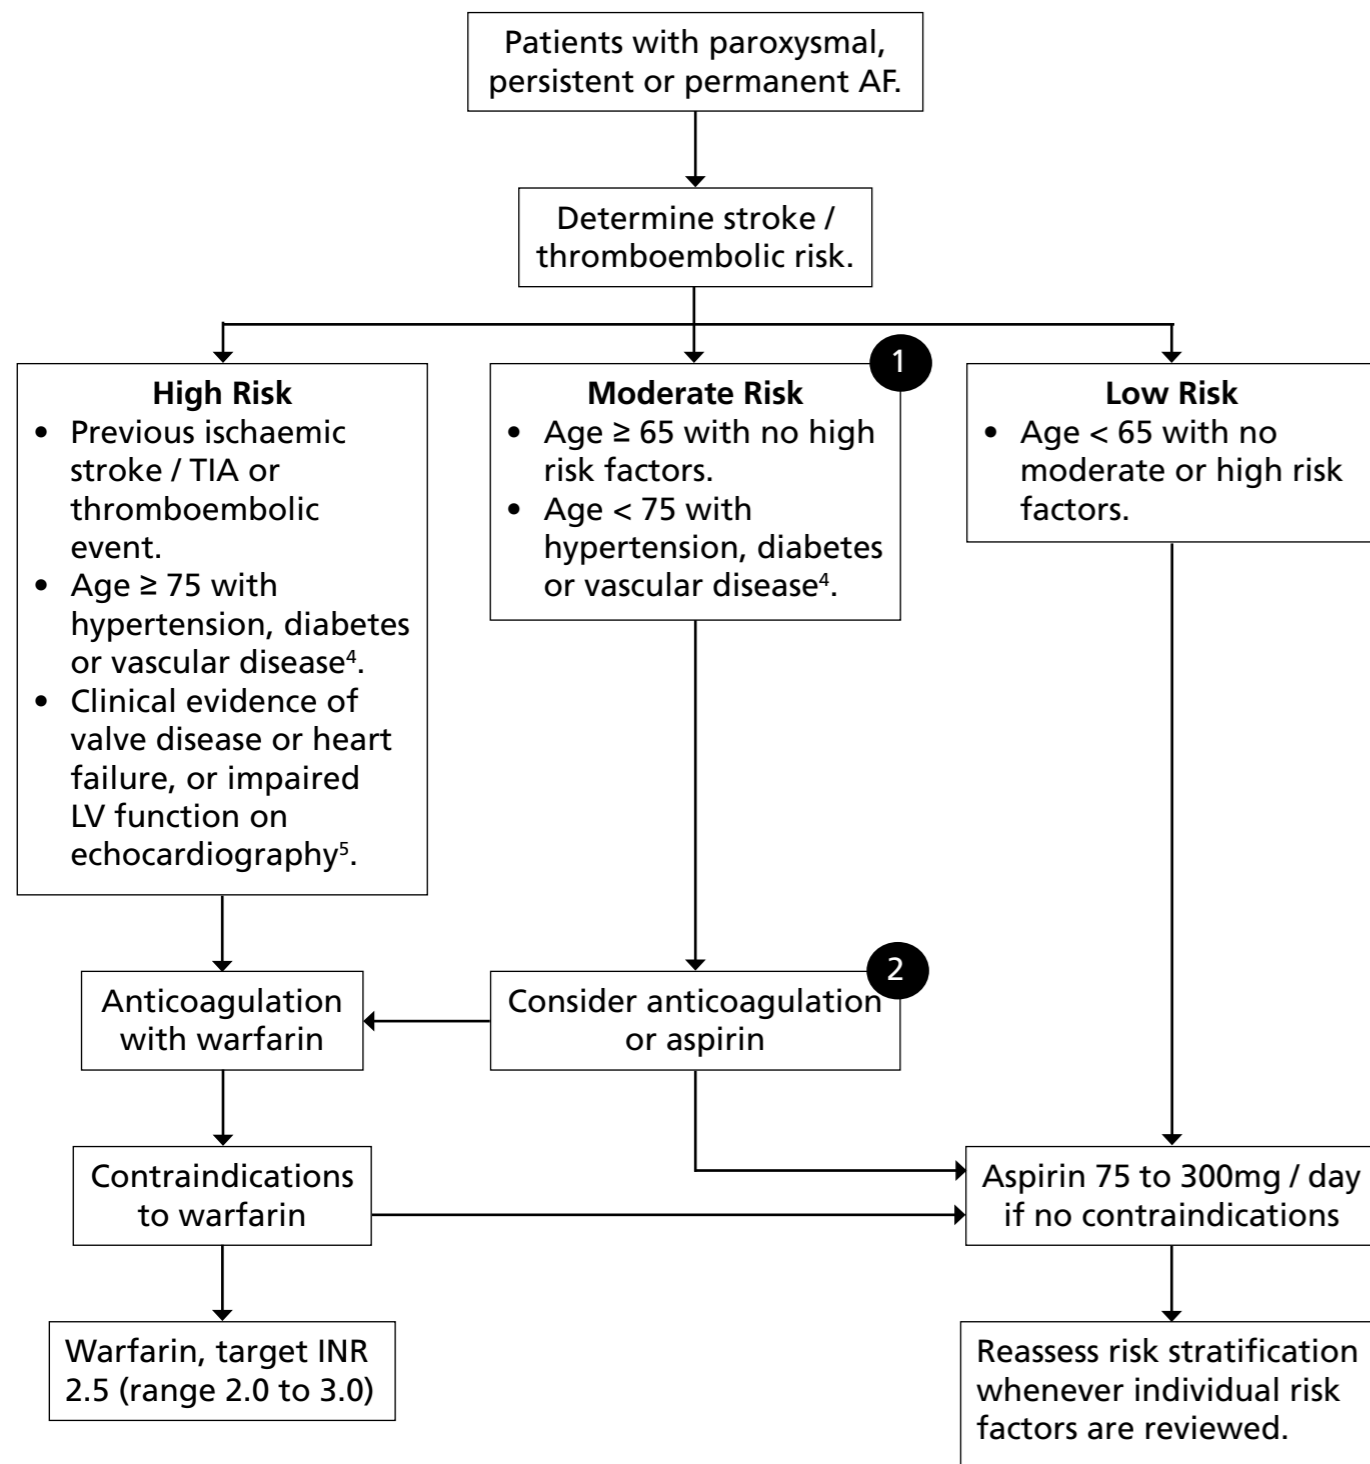 Patients with paroxysmal,
persistent or permanent AF.
Determine stroke /
thromboembolic risk.
High Risk
• Previous ischaemic
stroke / TIA or
thromboembolic
event.
• Age ≥ 75 with
hypertension, diabetes
or vascular disease⁴.
• Clinical evidence of
valve disease or heart
failure, or impaired
LV function on
echocardiography⁵.
1
Moderate Risk
• Age ≥ 65 with no high
risk factors.
• Age < 75 with
hypertension, diabetes
or vascular disease⁴.
Low Risk
• Age < 65 with no
moderate or high risk
factors.
Anticoagulation
with warfarin
2
Consider anticoagulation
or aspirin
Contraindications
to warfarin
Aspirin 75 to 300mg / day
if no contraindications
Warfarin, target INR
2.5 (range 2.0 to 3.0)
Reassess risk stratification
whenever individual risk
factors are reviewed.